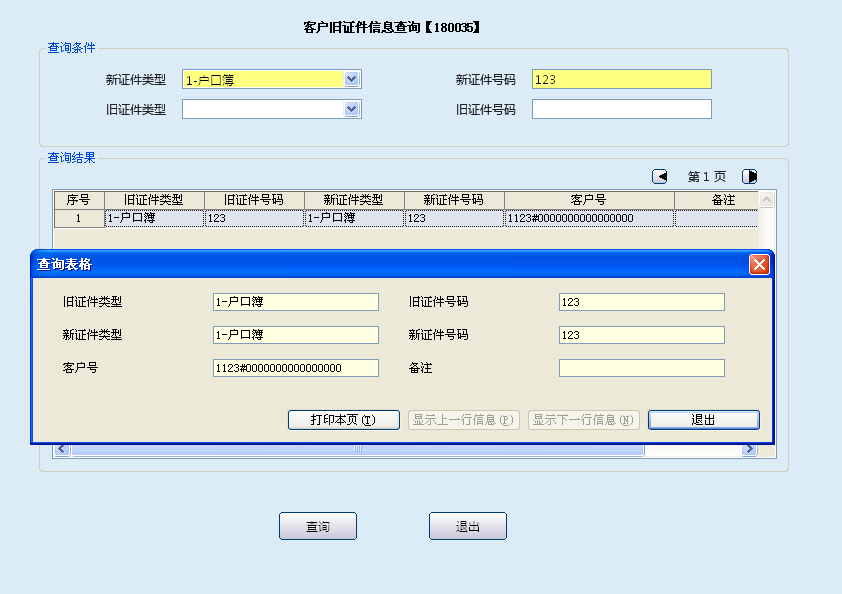 客户旧证件信息查询【180035】
查询条件
新证件类型 1-户口簿 新证件号码 123
旧证件类型 旧证件号码
查询结果
第 1 页
序号 旧证件类型 旧证件号码 新证件类型 新证件号码 客户号 备注
1 1-户口簿 123 1-户口簿 123 1123#0000000000000000
查询表格
旧证件类型 1-户口簿 旧证件号码 123
新证件类型 1-户口簿 新证件号码 123
客户号 1123#0000000000000000 备注
打印本页(T) 显示上一行信息(P) 显示下一行信息(N) 退出
查询 退出